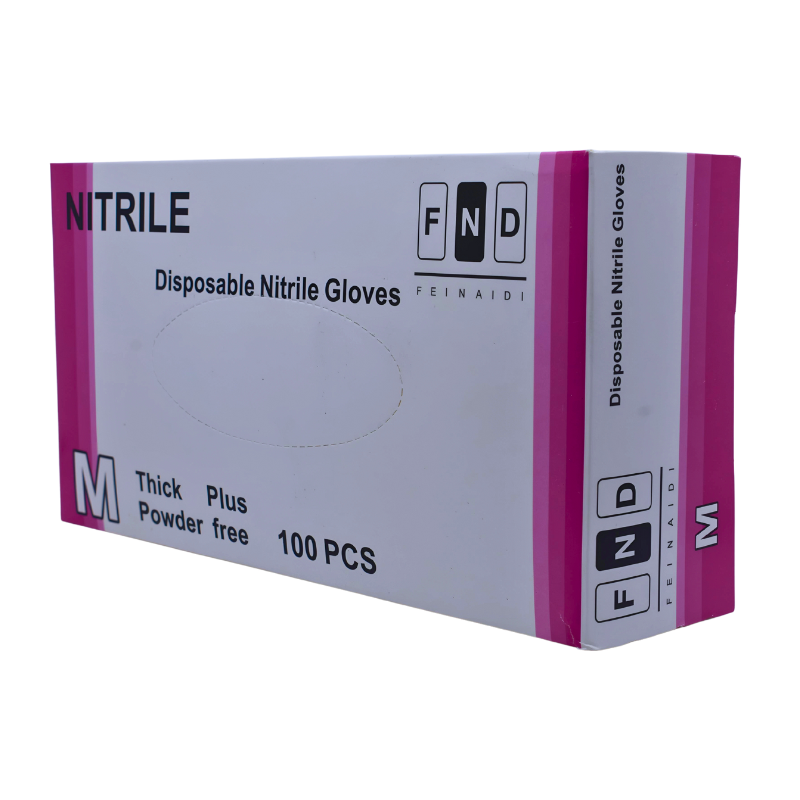 NITRILE
FND
FEINAIDI
Disposable Nitrile Gloves
M
Thick Plus
Powder free
100 PCS
Disposable Nitrile Gloves
FND
FEINAIDI
M